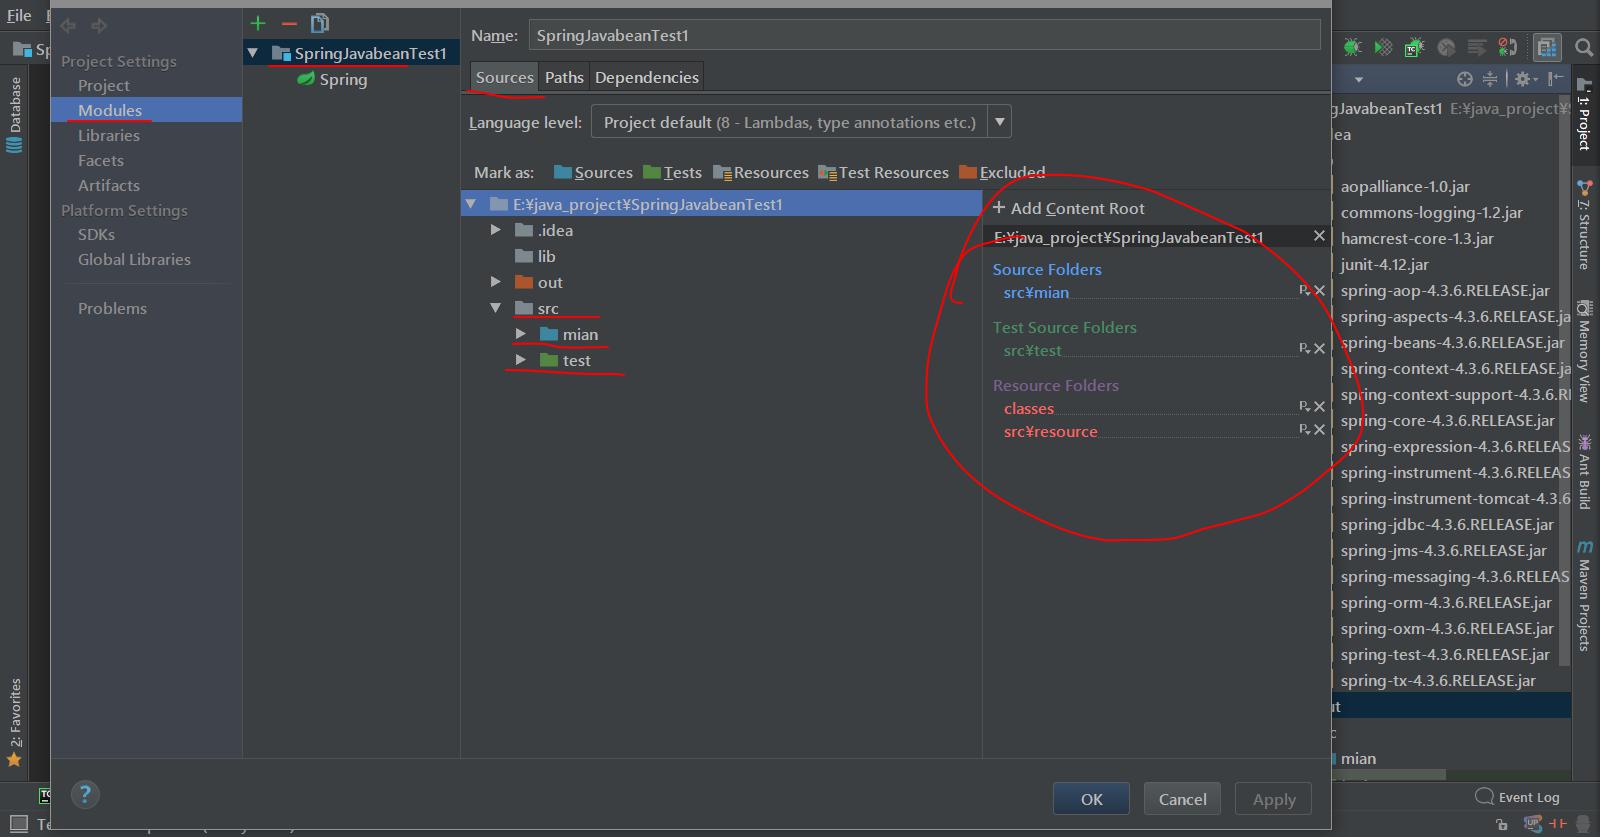 File
Sp
Database
2: Favorites
Project Settings
Project
Modules
Libraries
Facets
Artifacts
Platform Settings
SDKs
Global Libraries
Problems
SpringJavabeanTest1
Spring
Name: SpringJavabeanTest1
Sources Paths Dependencies
Language level: Project default (8 - Lambdas, type annotations etc.)
Mark as: Sources Tests Resources Test Resources Excluded
E:¥java_project¥SpringJavabeanTest1
.idea
lib
out
src
mian
test
+ Add Content Root
E:¥java_project¥SpringJavabeanTest1
Source Folders
src¥mian
Test Source Folders
src¥test
Resource Folders
classes
src¥resource
? OK Cancel Apply
gJavabeanTest1 E:¥java_project¥S
ea
aopalliance-1.0.jar
commons-logging-1.2.jar
hamcrest-core-1.3.jar
junit-4.12.jar
spring-aop-4.3.6.RELEASE.jar
spring-aspects-4.3.6.RELEASE.ja
spring-beans-4.3.6.RELEASE.jar
spring-context-4.3.6.RELEASE.ja
spring-context-support-4.3.6.RE
spring-core-4.3.6.RELEASE.jar
spring-expression-4.3.6.RELEAS
spring-instrument-4.3.6.RELEAS
spring-instrument-tomcat-4.3.6
spring-jdbc-4.3.6.RELEASE.jar
spring-jms-4.3.6.RELEASE.jar
spring-messaging-4.3.6.RELEAS
spring-orm-4.3.6.RELEASE.jar
spring-oxm-4.3.6.RELEASE.jar
spring-test-4.3.6.RELEASE.jar
spring-tx-4.3.6.RELEASE.jar
ut
c
mian
1: Project
7: Structure
Memory View
Ant Build
Maven Projects
Event Log
Te